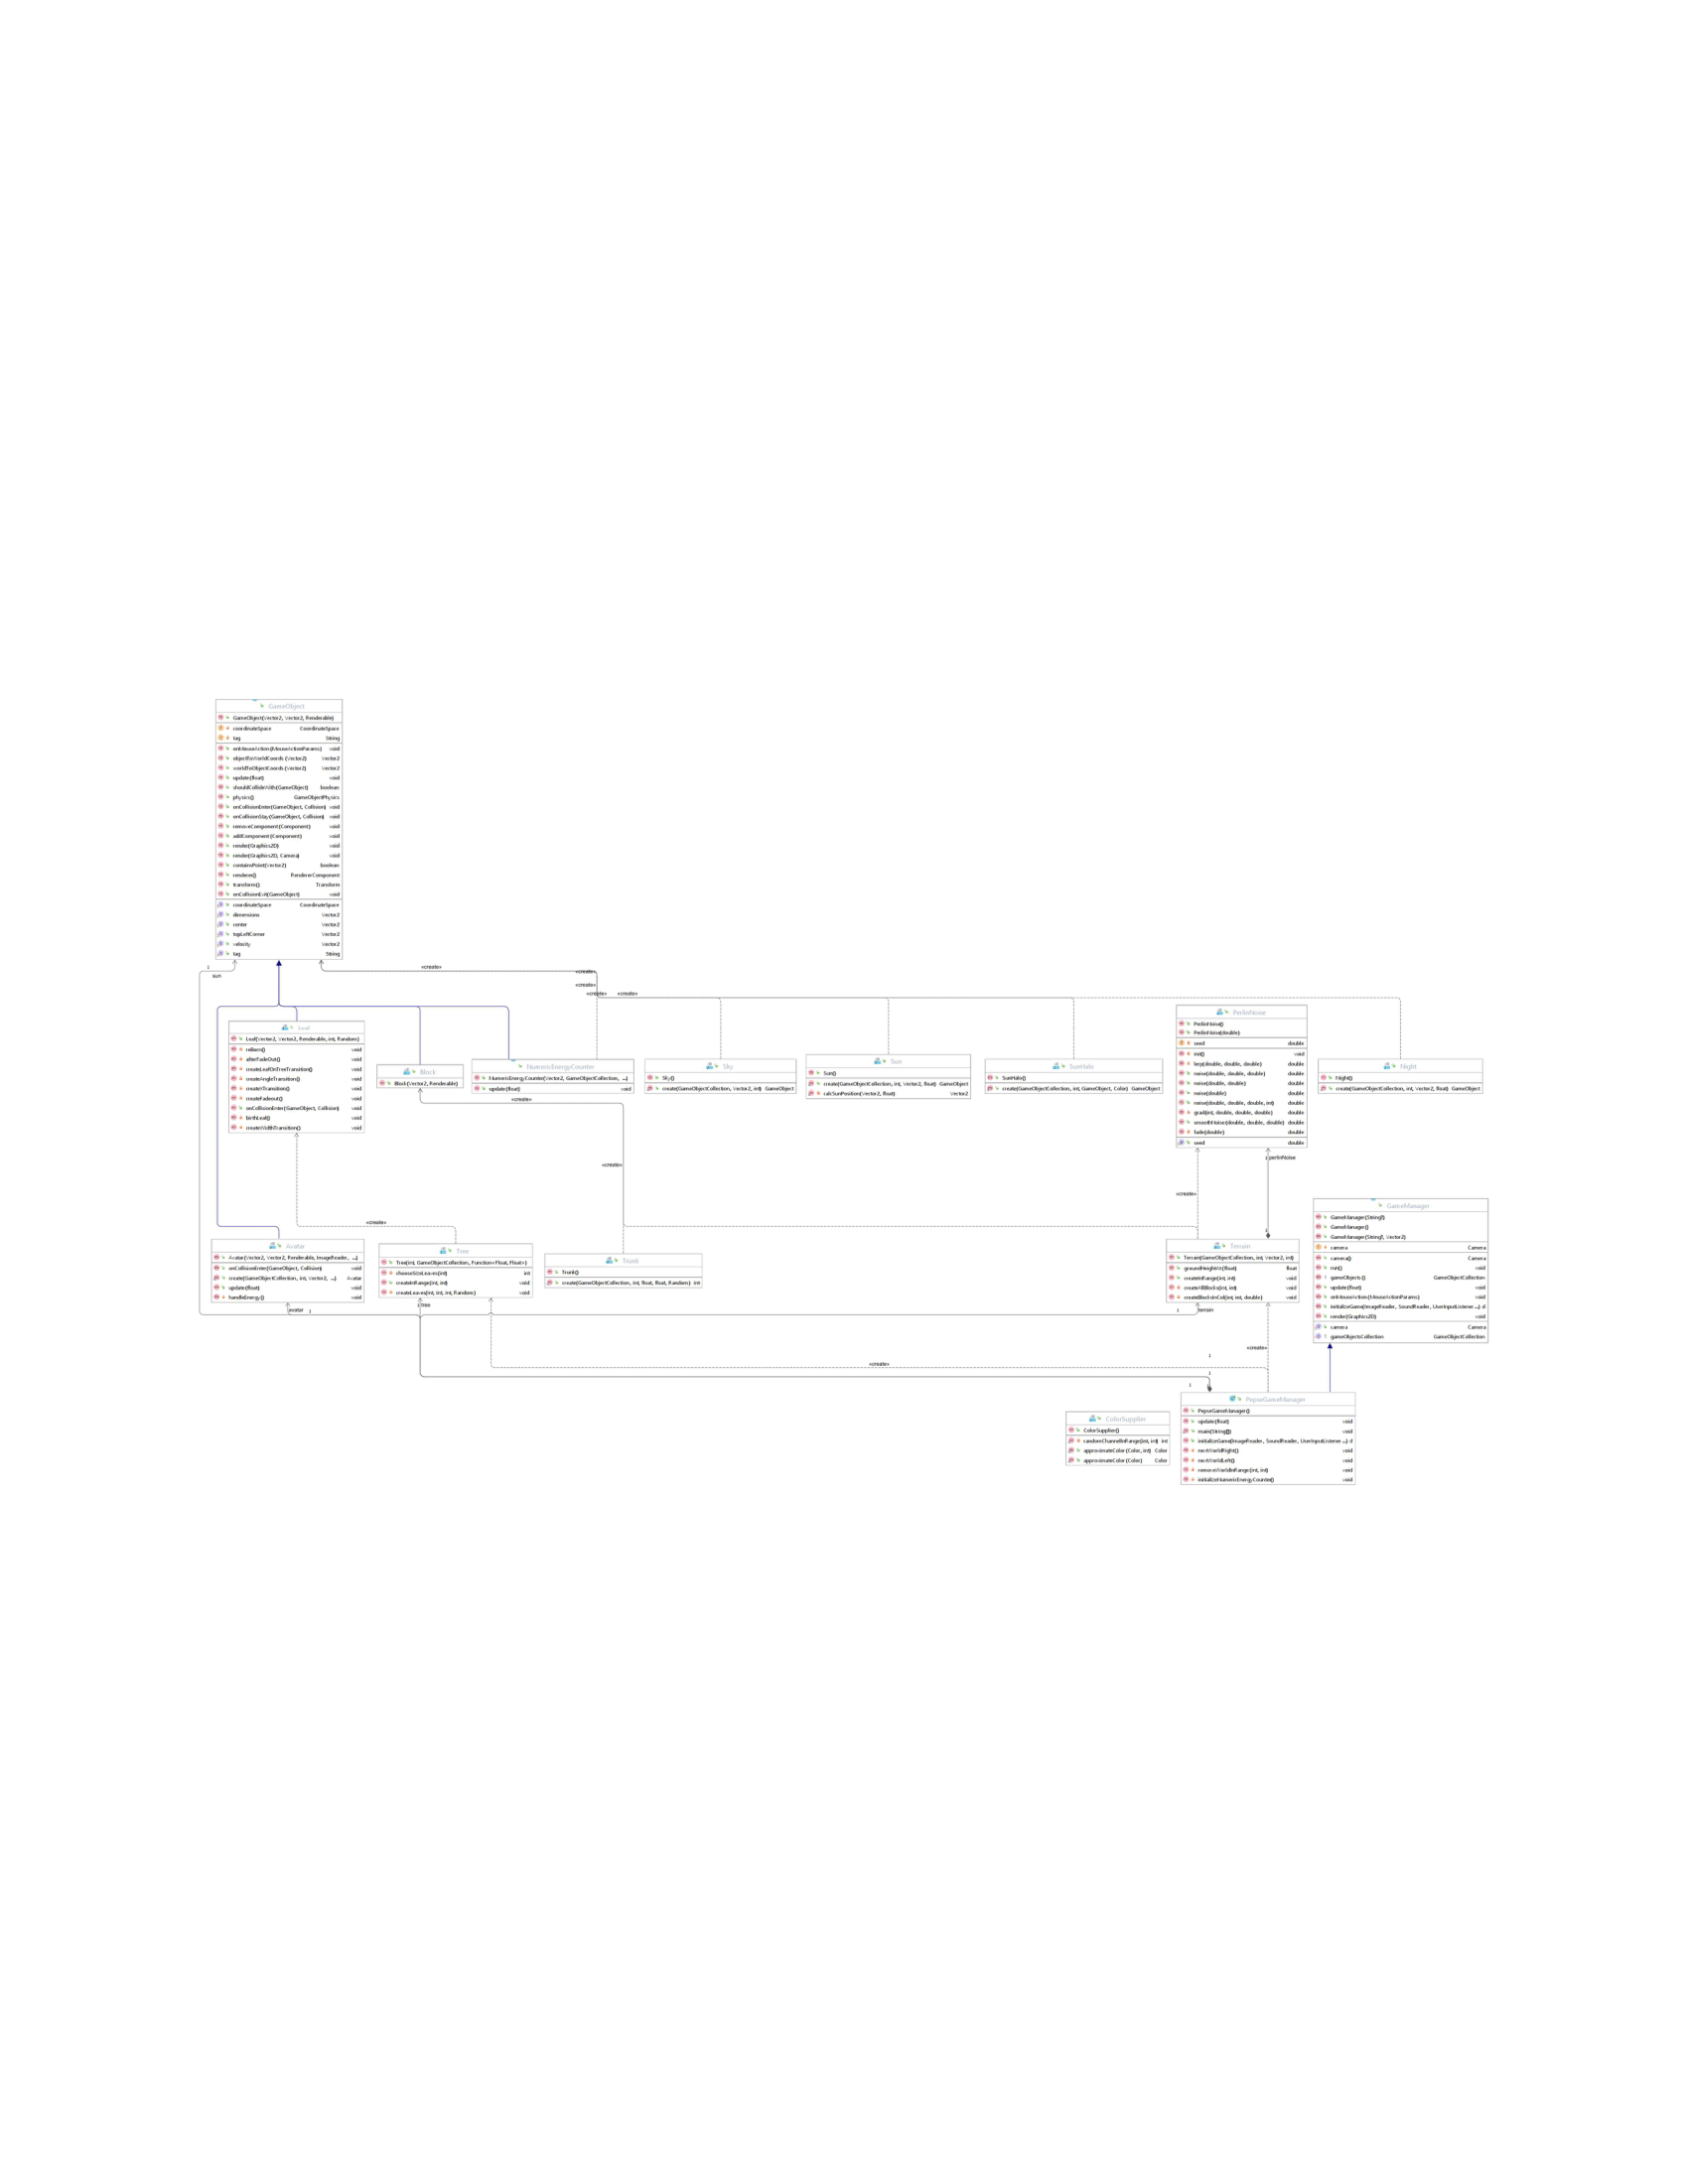 GameObject
GameObject(Vector2, Vector2, Renderable)
coordinateSpace CoordinateSpace
tag String
onMouseAction(MouseActionParams) void
objectToWorldCoords(Vector2) Vector2
worldToObjectCoords(Vector2) Vector2
update(float) void
shouldCollideWith(GameObject) boolean
physics() GameObjectPhysics
onCollisionEnter(GameObject, Collision) void
onCollisionStay(GameObject, Collision) void
removeComponent(Component) void
addComponent(Component) void
render(Graphics2D) void
render(Graphics2D, Camera) void
containsPoint(Vector2) boolean
renderer() RendererComponent
transform() Transform
onCollisionExit(GameObject) void
coordinateSpace CoordinateSpace
dimensions Vector2
center Vector2
topLeftCorner Vector2
velocity Vector2
tag String
1
sun
«create»
«create»
«create»
«create» «create»
Leaf
Leaf(Vector2, Vector2, Renderable, int, Random)
reborn() void
afterFadeOut() void
createLeafOnTreeTransition() void
createAngleTransition() void
createTransition() void
createFadeout() void
onCollisionEnter(GameObject, Collision) void
birthLeaf() void
createWidthTransition() void
Block
Block(Vector2, Renderable)
NumericEnergyCounter
NumericEnergyCounter(Vector2, GameObjectCollection, ...)
update(float) void
Sky
Sky()
create(GameObjectCollection, Vector2, int) GameObject
Sun
Sun()
create(GameObjectCollection, int, Vector2, float) GameObject
calcSunPosition(Vector2, float) Vector2
SunHalo
SunHalo()
create(GameObjectCollection, int, GameObject, Color) GameObject
PerlinNoise
PerlinNoise()
PerlinNoise(double)
seed double
init() void
lerp(double, double, double) double
noise(double, double, double) double
noise(double, double) double
noise(double) double
noise(double, double, double, int) double
grad(int, double, double, double) double
smoothNoise(double, double, double) double
fade(double) double
seed double
Night
Night()
create(GameObjectCollection, int, Vector2, float) GameObject
«create»
«create»
1 perlinNoise
«create»
1
«create»
Avatar
Avatar(Vector2, Vector2, Renderable, ImageReader, ...)
onCollisionEnter(GameObject, Collision) void
create(GameObjectCollection, int, Vector2, ...) Avatar
update(float) void
handleEnergy() void
Tree
Tree(int, GameObjectCollection, Function<Float, Float>)
chooseSizeLeaves(int) int
createInRange(int, int) void
createLeaves(int, int, int, Random) void
Trunk
Trunk()
create(GameObjectCollection, int, float, float, Random) int
Terrain
Terrain(GameObjectCollection, int, Vector2, int)
groundHeightAt(float) float
createInRange(int, int) void
createAllBlocks(int, int) void
createBlocksInCol(int, int, double) void
GameManager
GameManager(String)
GameManager()
GameManager(String, Vector2)
camera Camera
camera() Camera
run() void
gameObjects() GameObjectCollection
update(float) void
onMouseAction(MouseActionParams) void
initializeGame(ImageReader, SoundReader, UserInputListener ...) d
render(Graphics2D) void
camera Camera
gameObjectsCollection GameObjectCollection
avatar 1
1 tree
1 terrain
«create»
1
«create»
1
1
PepseGameManager
PepseGameManager()
update(float) void
main(String[]) void
initializeGame(ImageReader, SoundReader, UserInputListener ...) d
nextWorldRight() void
nextWorldLeft() void
removeWorldInRange(int, int) void
initializeNumericEnergyCounter() void
ColorSupplier
ColorSupplier()
randomChannelInRange(int, int) int
approximateColor(Color, int) Color
approximateColor(Color) Color